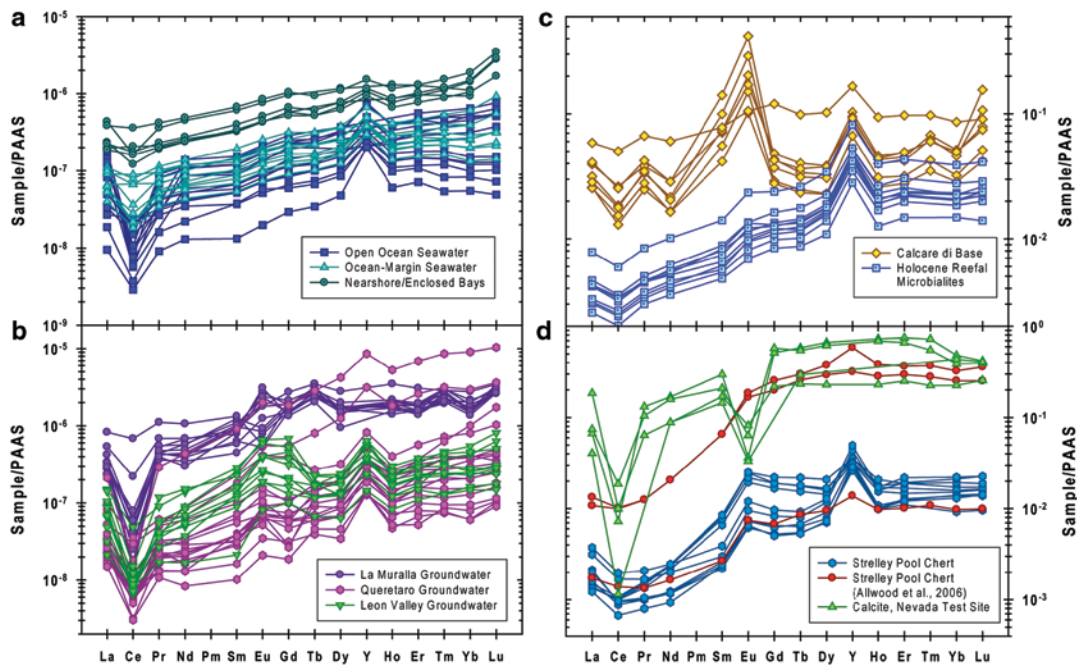 a
10-5
10-6
10-7
10-8
10-9
Sample/PAAS
Open Ocean Seawater
Ocean-Margin Seawater
Nearshore/Enclosed Bays
c
10-1
10-2
100
Sample/PAAS
Calcare di Base
Holocene Reefal
Microbialites
b
10-5
10-6
10-7
10-8
Sample/PAAS
La Muralla Groundwater
Queretaro Groundwater
Leon Valley Groundwater
La Ce Pr Nd Pm Sm Eu Gd Tb Dy Y Ho Er Tm Yb Lu
d
10-1
10-2
10-3
Sample/PAAS
Strelley Pool Chert
Strelley Pool Chert
(Allwood et al., 2006)
Calcite, Nevada Test Site
La Ce Pr Nd Pm Sm Eu Gd Tb Dy Y Ho Er Tm Yb Lu